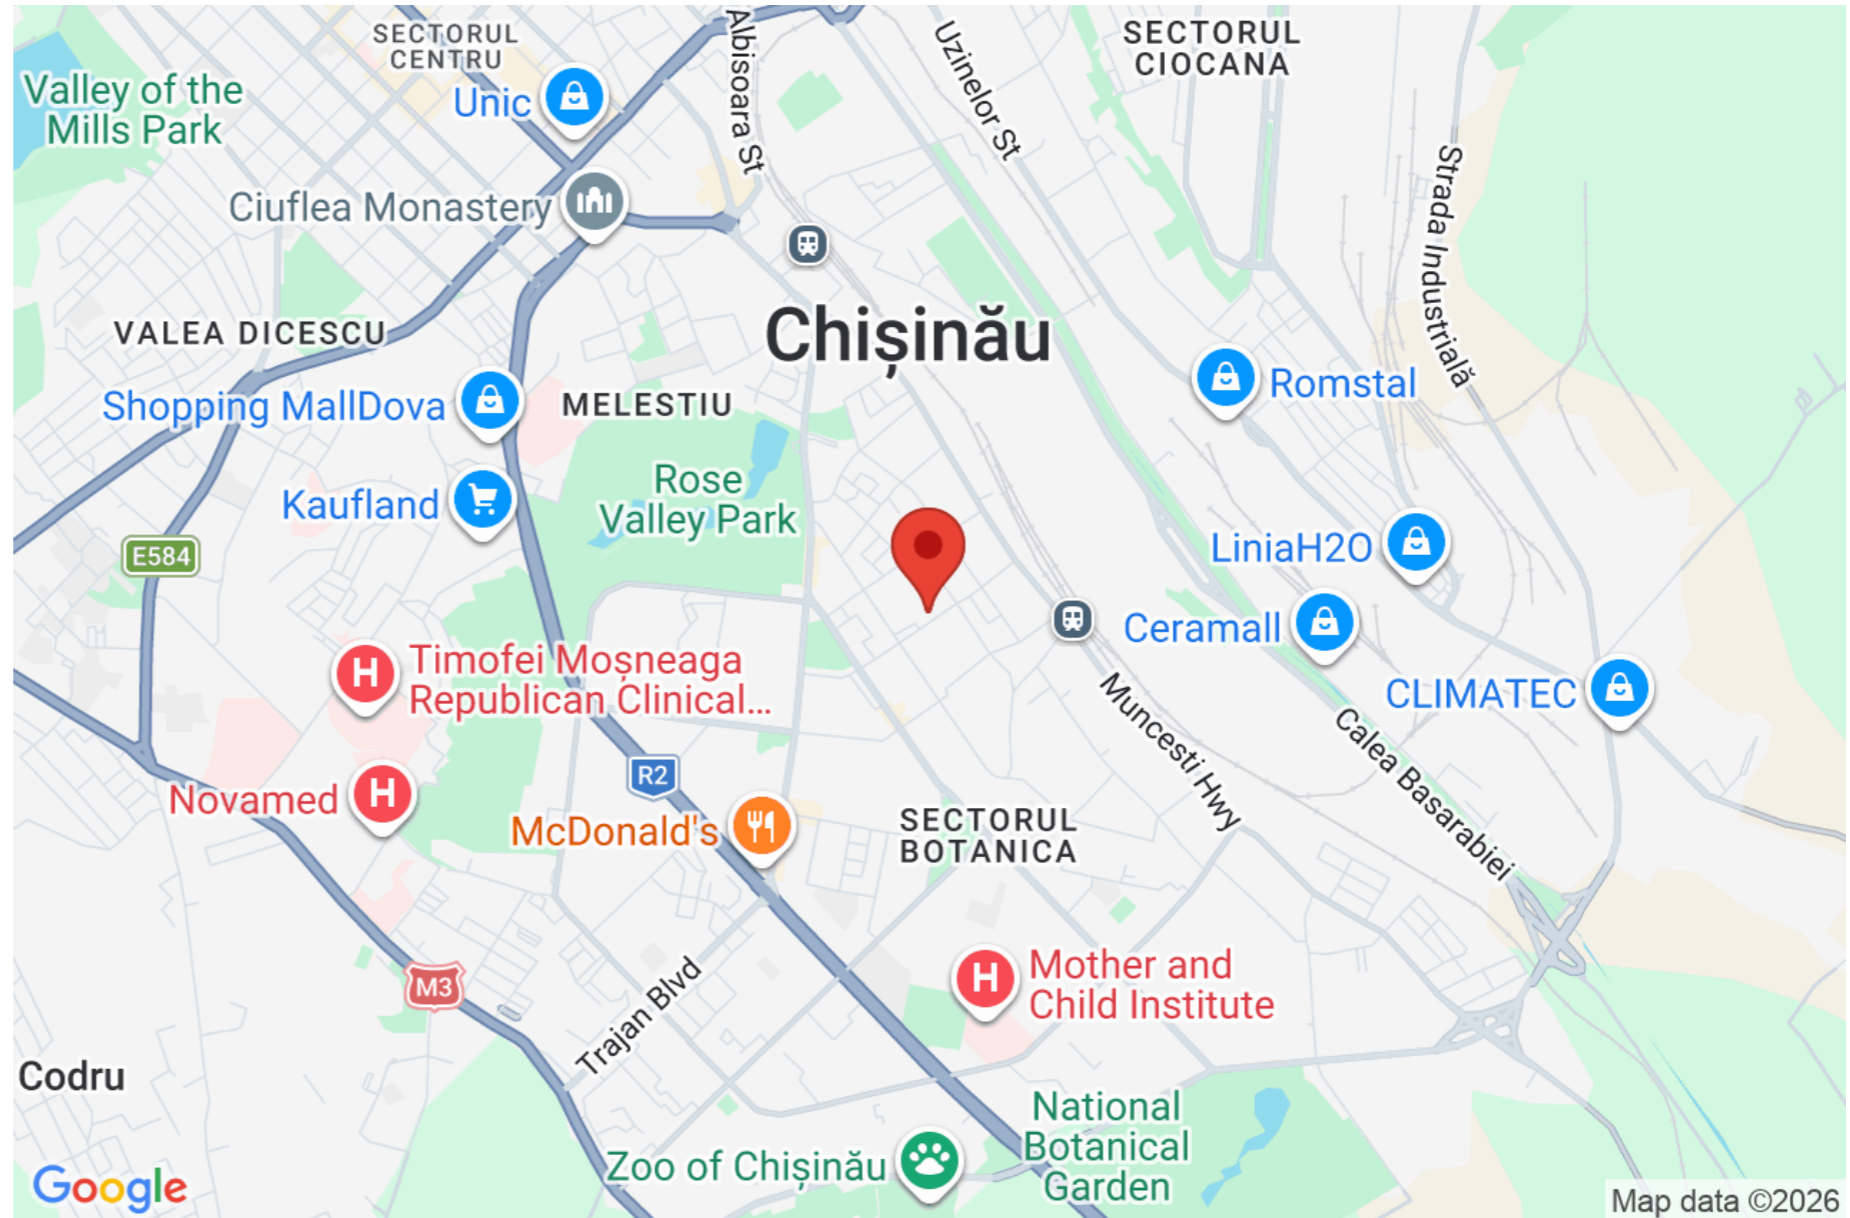 SECTORUL
CENTRU
Albisoara St
Uzinelor St
SECTORUL
CIOCANA
Valley of the
Mills Park
Unic
Strada Industrială
Ciuflea Monastery
Chișinău
VALEA DICESCU
Romstal
Shopping MallDova
MELESTIU
Rose
Valley Park
Kaufland
E584
LiniaH2O
Ceramall
Timofei Moșneaga
Republican Clinical...
H
CLIMATEC
Muncesti Hwy
Calea Basarabiei
R2
Novamed
H
McDonald's
SECTORUL
BOTANICA
M3
Trajan Blvd
H
Mother and
Child Institute
Codru
National
Botanical
Garden
Zoo of Chișinău
Google
Map data ©2026